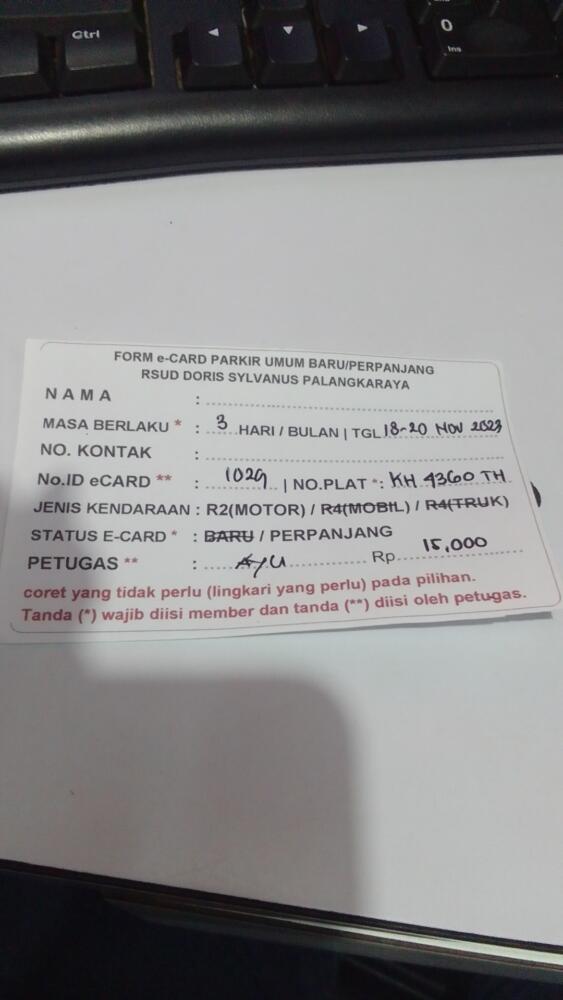 Ctrl
0
Ins
FORM e-CARD PARKIR UMUM BARU/PERPANJANG
RSUD DORIS SYLVANUS PALANGKARAYA
NAMA :
MASA BERLAKU * : 3 HARI / BULAN | TGL 18-20 NOV 2023
NO. KONTAK :
No.ID eCARD ** : 1029 | NO.PLAT *: KH 4360 TH
JENIS KENDARAAN : R2(MOTOR) / R4(MOBIL) / R4(TRUK)
STATUS E-CARD * : BARU / PERPANJANG
PETUGAS ** : Ayu Rp 15,000
coret yang tidak perlu (lingkari yang perlu) pada pilihan.
Tanda (*) wajib diisi member dan tanda (**) diisi oleh petugas.